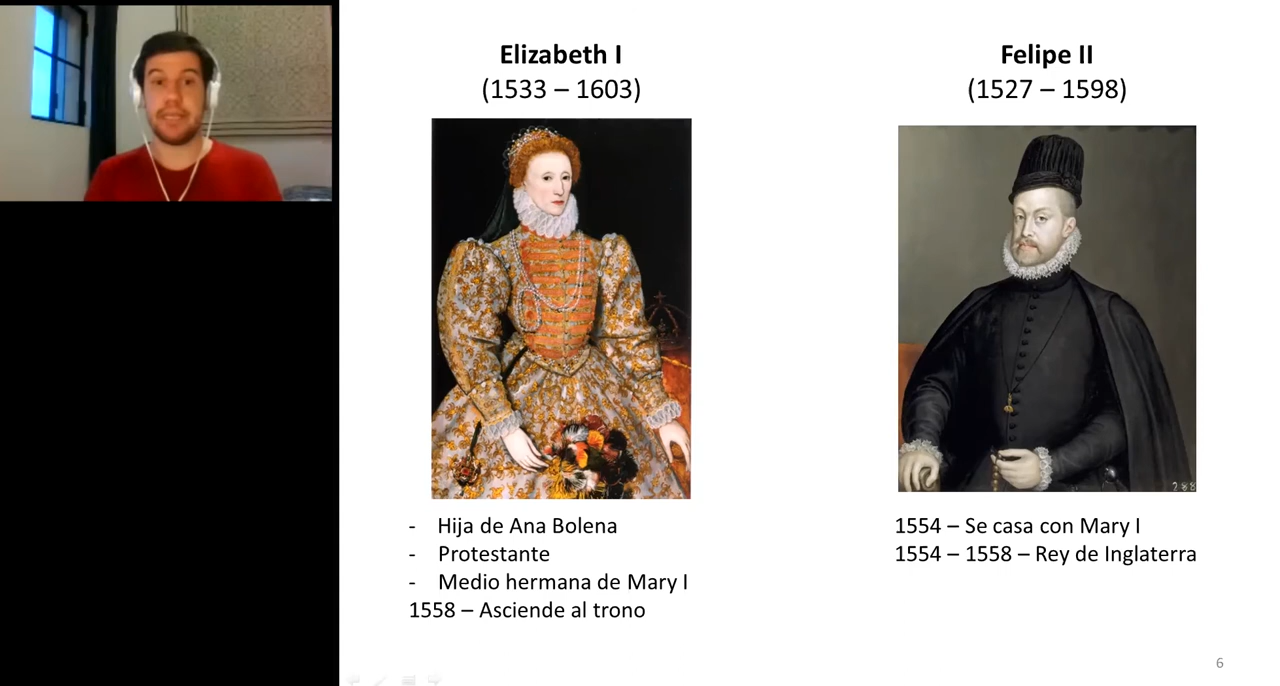 Elizabeth I
(1533 – 1603)
Felipe II
(1527 – 1598)
- Hija de Ana Bolena
- Protestante
- Medio hermana de Mary I
1558 – Asciende al trono
288
1554 – Se casa con Mary I
1554 – 1558 – Rey de Inglaterra
6